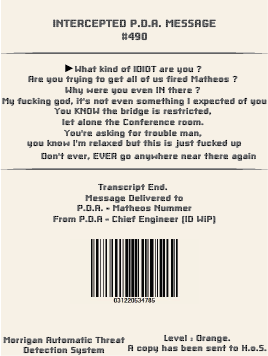 INTERCEPTED P.D.A. MESSAGE
#490
►What kind of IDIOT are you ?
Are you trying to get all of us fired Matheos ?
Why were you even IN there ?
My fucking god, it's not even something I expected of you
You KNOW the bridge is restricted,
let alone the Conference room.
You're asking for trouble man,
you know I'm relaxed but this is just fucked up
Don't ever, EVER go anywhere near there again
Transcript End.
Message Delivered to
P.D.A. - Matheos Nummer
From P.D.A - Chief Engineer (ID WiP)
031220534785
Morrigan Automatic Threat
Detection System
Level : Orange.
A copy has been sent to H.o.S.